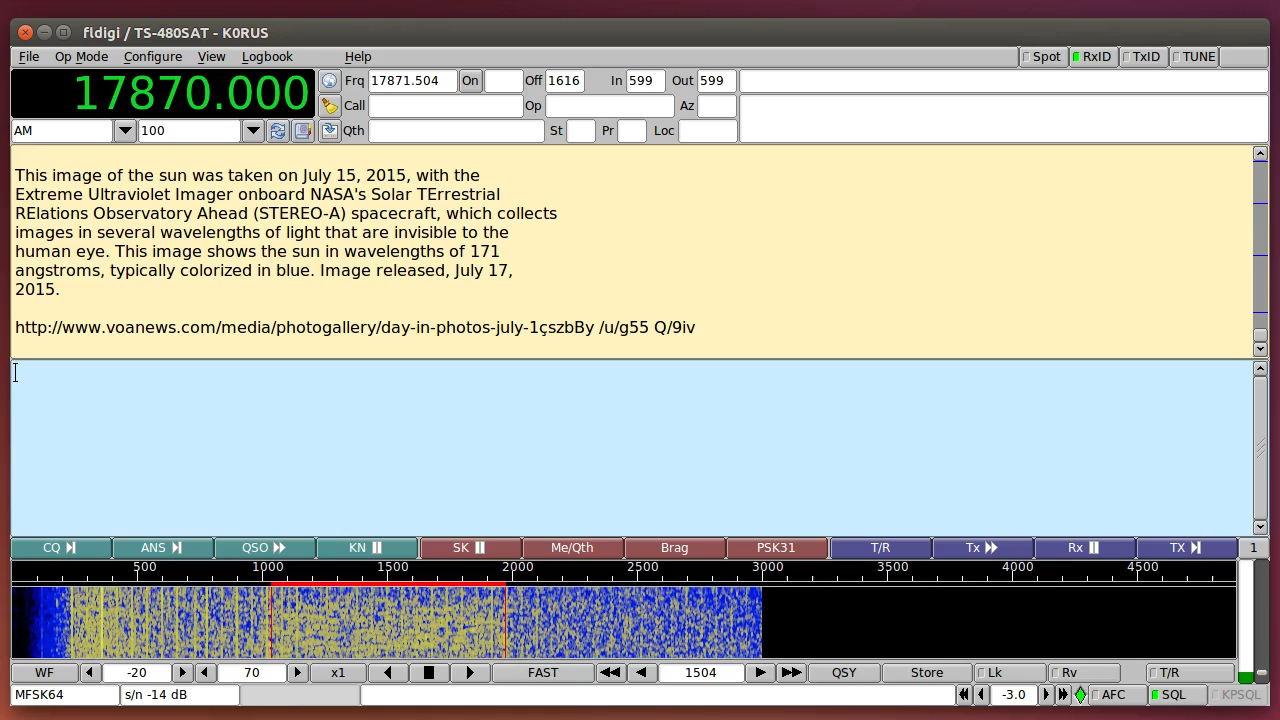 fldigi / TS-480SAT - K0RUS
File Op Mode Configure View Logbook Help Spot RxID TxID TUNE
17870.000 Frq 17871.504 On Off 1616 In 599 Out 599
Call Op Az
AM 100 Qth St Pr Loc
This image of the sun was taken on July 15, 2015, with the
Extreme Ultraviolet Imager onboard NASA's Solar TErrestrial
RElations Observatory Ahead (STEREO-A) spacecraft, which collects
images in several wavelengths of light that are invisible to the
human eye. This image shows the sun in wavelengths of 171
angstroms, typically colorized in blue. Image released, July 17,
2015.
http://www.voanews.com/media/photogallery/day-in-photos-july-1çszbBy /u/g55 Q/9iv
CQ ANS QSO KN SK Me/Qth Brag PSK31 T/R Tx Rx TX 1
500 1000 1500 2000 2500 3000 3500 4000 4500
WF -20 70 x1 FAST 1504 QSY Store Lk Rv T/R
MFSK64 s/n -14 dB -3.0 AFC SQL KPSQL